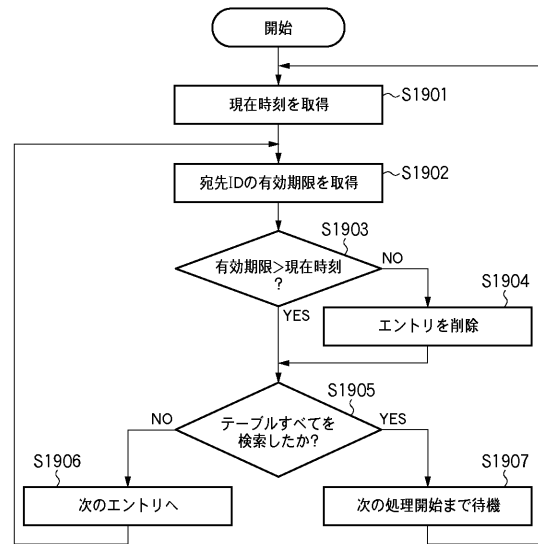 開始
現在時刻を取得
S1901
宛先IDの有効期限を取得
S1902
S1903
有効期限>現在時刻
?
NO
YES
S1904
エントリを削除
S1905
テーブルすべてを
検索したか?
NO
YES
S1906
次のエントリへ
S1907
次の処理開始まで待機